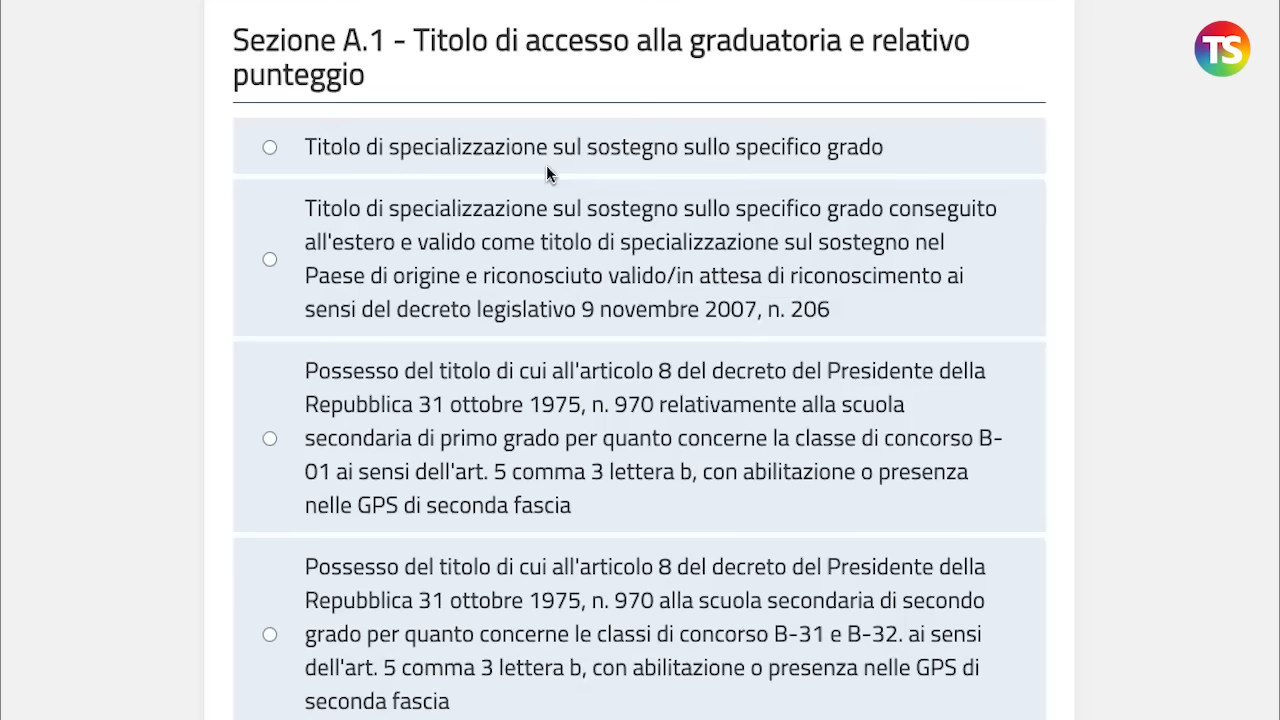 Sezione A.1 - Titolo di accesso alla graduatoria e relativo
punteggio
TS
Titolo di specializzazione sul sostegno sullo specifico grado
Titolo di specializzazione sul sostegno sullo specifico grado conseguito
all'estero e valido come titolo di specializzazione sul sostegno nel
Paese di origine e riconosciuto valido/in attesa di riconoscimento ai
sensi del decreto legislativo 9 novembre 2007, n. 206
Possesso del titolo di cui all'articolo 8 del decreto del Presidente della
Repubblica 31 ottobre 1975, n. 970 relativamente alla scuola
secondaria di primo grado per quanto concerne la classe di concorso B-
01 ai sensi dell'art. 5 comma 3 lettera b, con abilitazione o presenza
nelle GPS di seconda fascia
Possesso del titolo di cui all'articolo 8 del decreto del Presidente della
Repubblica 31 ottobre 1975, n. 970 alla scuola secondaria di secondo
grado per quanto concerne le classi di concorso B-31 e B-32. ai sensi
dell'art. 5 comma 3 lettera b, con abilitazione o presenza nelle GPS di
seconda fascia